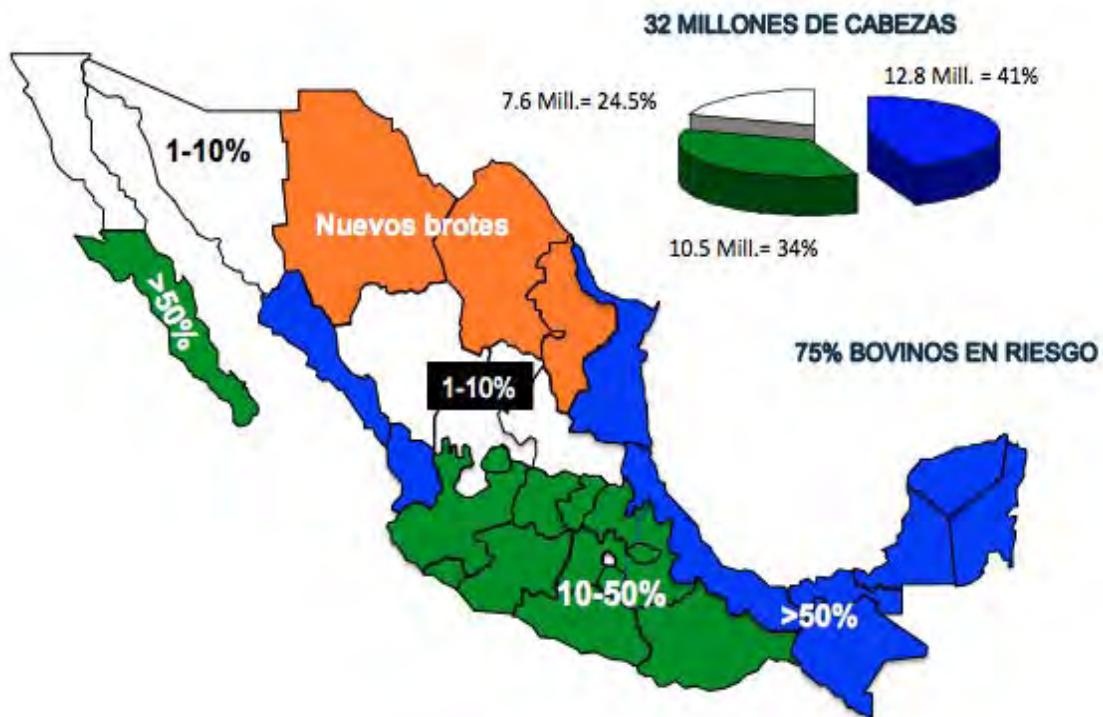 32 MILLONES DE CABEZAS
7.6 Mill.= 24.5%
12.8 Mill. = 41%
10.5 Mill.= 34%
1-10%
Nuevos brotes
>50%
75% BOVINOS EN RIESGO
1-10%
10-50%
>50%